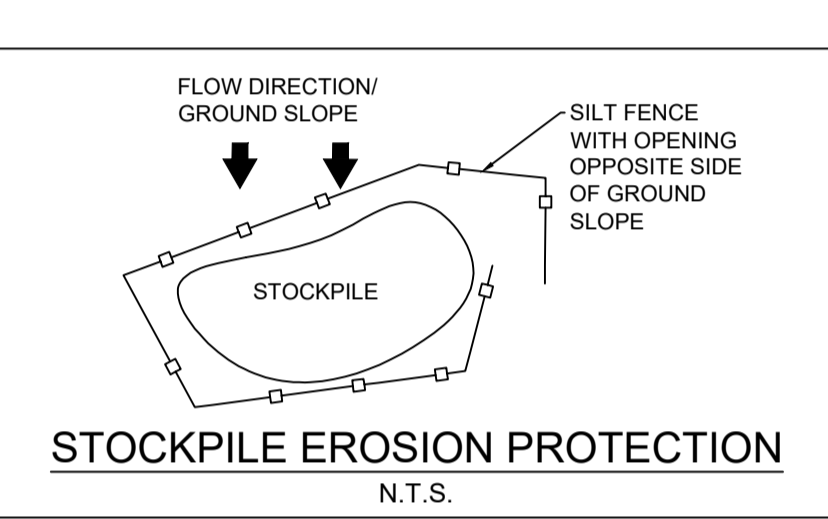 FLOW DIRECTION/
GROUND SLOPE
SILT FENCE
WITH OPENING
OPPOSITE SIDE
OF GROUND
SLOPE
STOCKPILE
STOCKPILE EROSION PROTECTION
N.T.S.